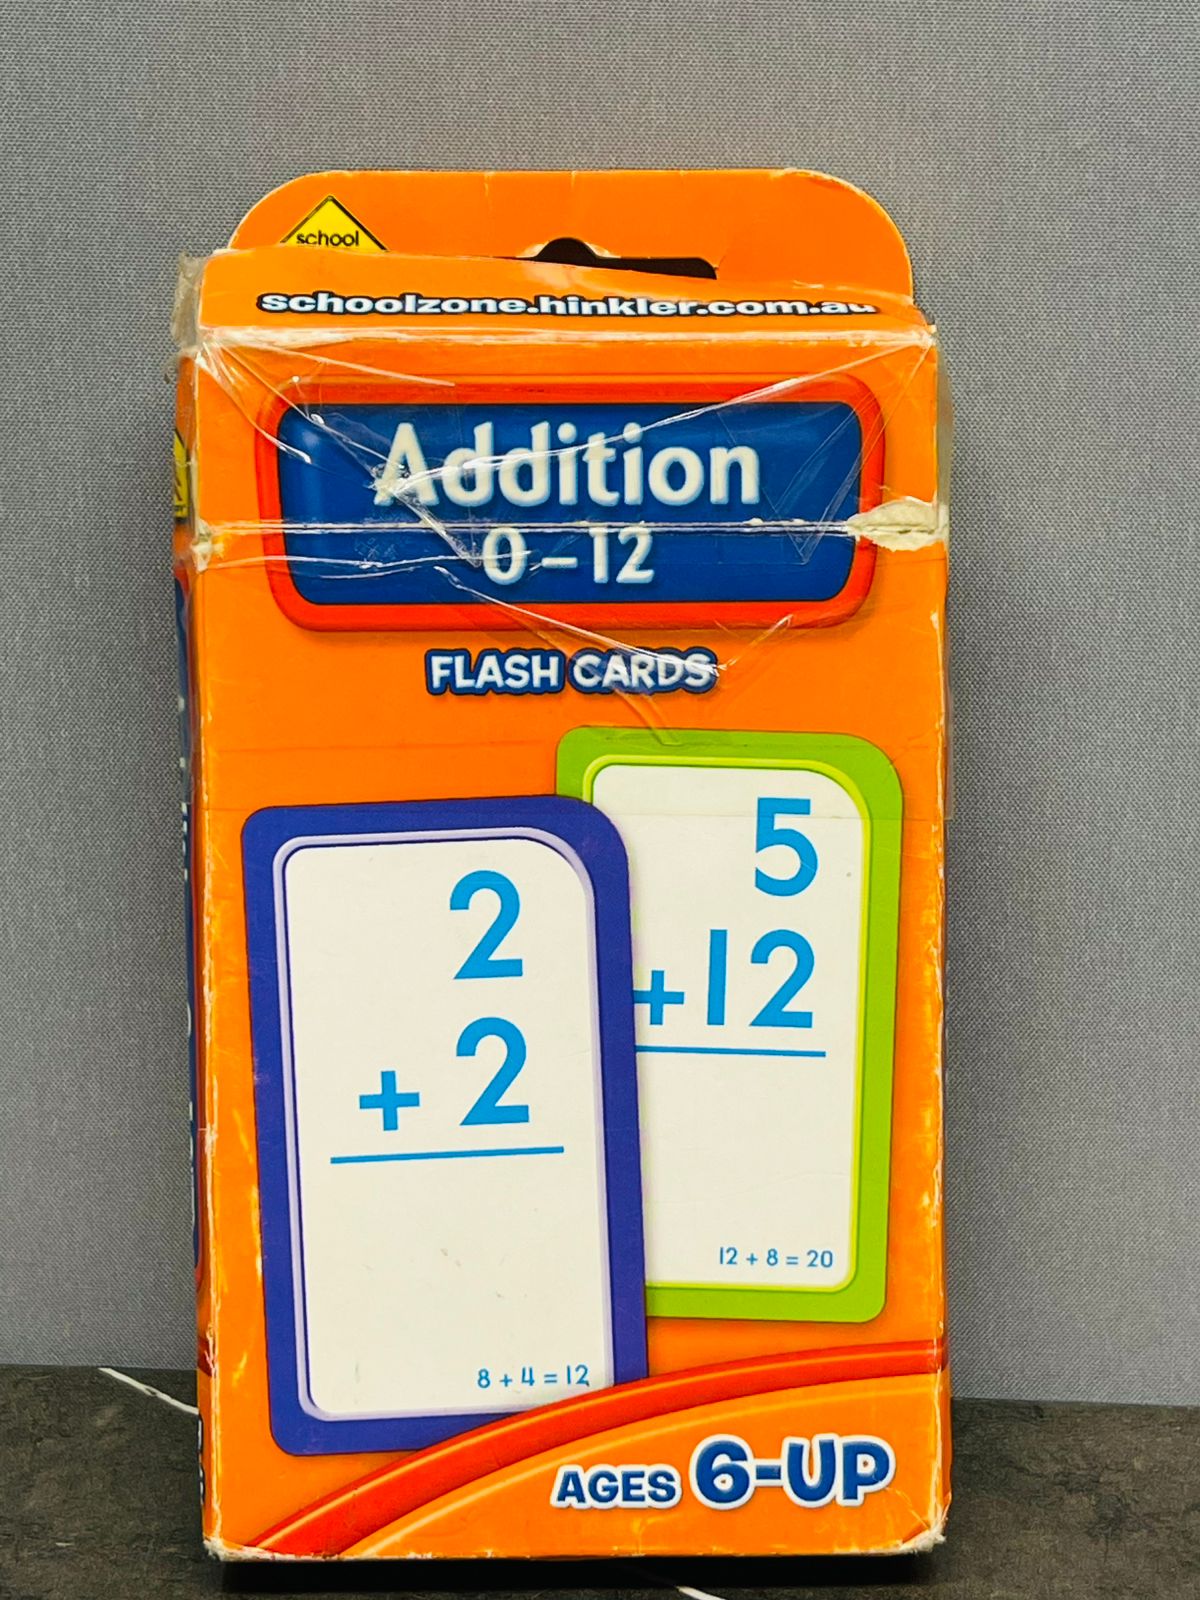 school
schoolzone.hinkler.com.au
Addition
0–12
FLASH CARDS
2
+ 2
8 + 4 = 12
5
+12
12 + 8 = 20
AGES 6-UP